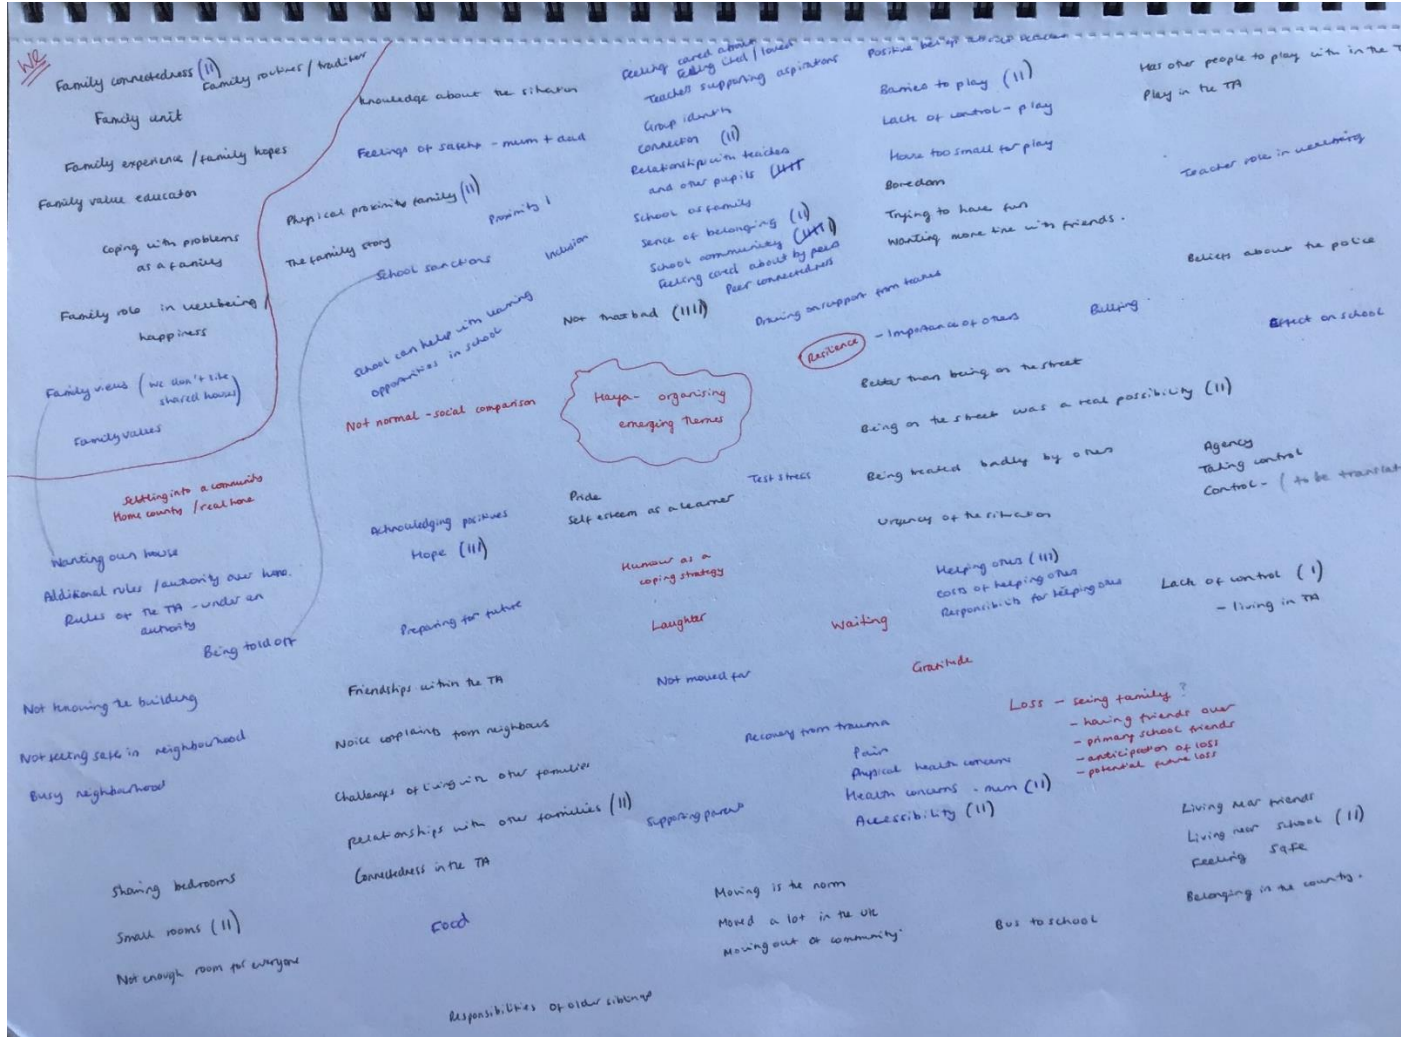 We
Family connectedness (II)
Family routines / tradition
Family unit
Family experience / family hopes
Family value education
Coping with problems
as a family
Family role in wellbeing /
happiness
Family views (we don't like
shared house)
Family values
Knowledge about the situation
Feelings of safety - mum + dad
Physical proximity family (II)
Proximity I
The family story
School sanctions
Inclusion
School can help with learning
opportunities in school
Not normal - social comparison
Feeling cared about
Feeling liked / loved
Teachers supporting aspirations
Group identity
connection (II)
Relationship with teachers
and other pupils
School as family
Sense of belonging (II)
School community
Feeling cared about by peers
Peer connectedness
Not that bad (IIII)
Drawing on support from teachers
Haya - organising
emerging themes
Positive beliefs
Barriers to play (II)
Lack of control - play
House too small for play
Boredom
Trying to have fun
Wanting more time with friends.
Resilience - Importance of others
Bullying
Better than being on the street
Being on the street was a real possibility (II)
Being treated badly by others
Urgency of the situation
Has other people to play with in the
Play in the TA
Teacher role in wellbeing
Beliefs about the police
Effect on school
Agency
Taking control
Control - (to be translat
Settling into a community
Home country / real home
Wanting own house
Additional rules / authority over home.
Rules of the TA - under an
authority
Being told off
Acknowledging positives
Hope (III)
Preparing for future
Pride
Self esteem as a learner
Test stress
Humour as a
coping strategy
Laughter
Waiting
Helping others (III)
Costs of helping others
Responsibility for helping others
Lack of control (I)
- living in TA
Gratitude
Not knowing the building
Not feeling safe in neighbourhood
Busy neighbourhood
Friendships within the TA
Noise complaints from neighbours
Challenges of living with other families
Relationships with other families (II)
Connectedness in the TA
Not moved far
Recovery from trauma
Pain
Physical health concerns
Health concerns - mum (II)
Accessibility (II)
Supporting parents
Loss - seeing family ?
- having friends over
- primary school friends
- anticipation of loss
- potential future loss
Living near friends
Living near school (II)
Feeling safe
Belonging in the country.
Sharing bedrooms
Small rooms (II)
Not enough room for everyone
Food
Moving is the norm
Moved a lot in the UK
Moving out of community
Bus to school
Responsibilities of older siblings